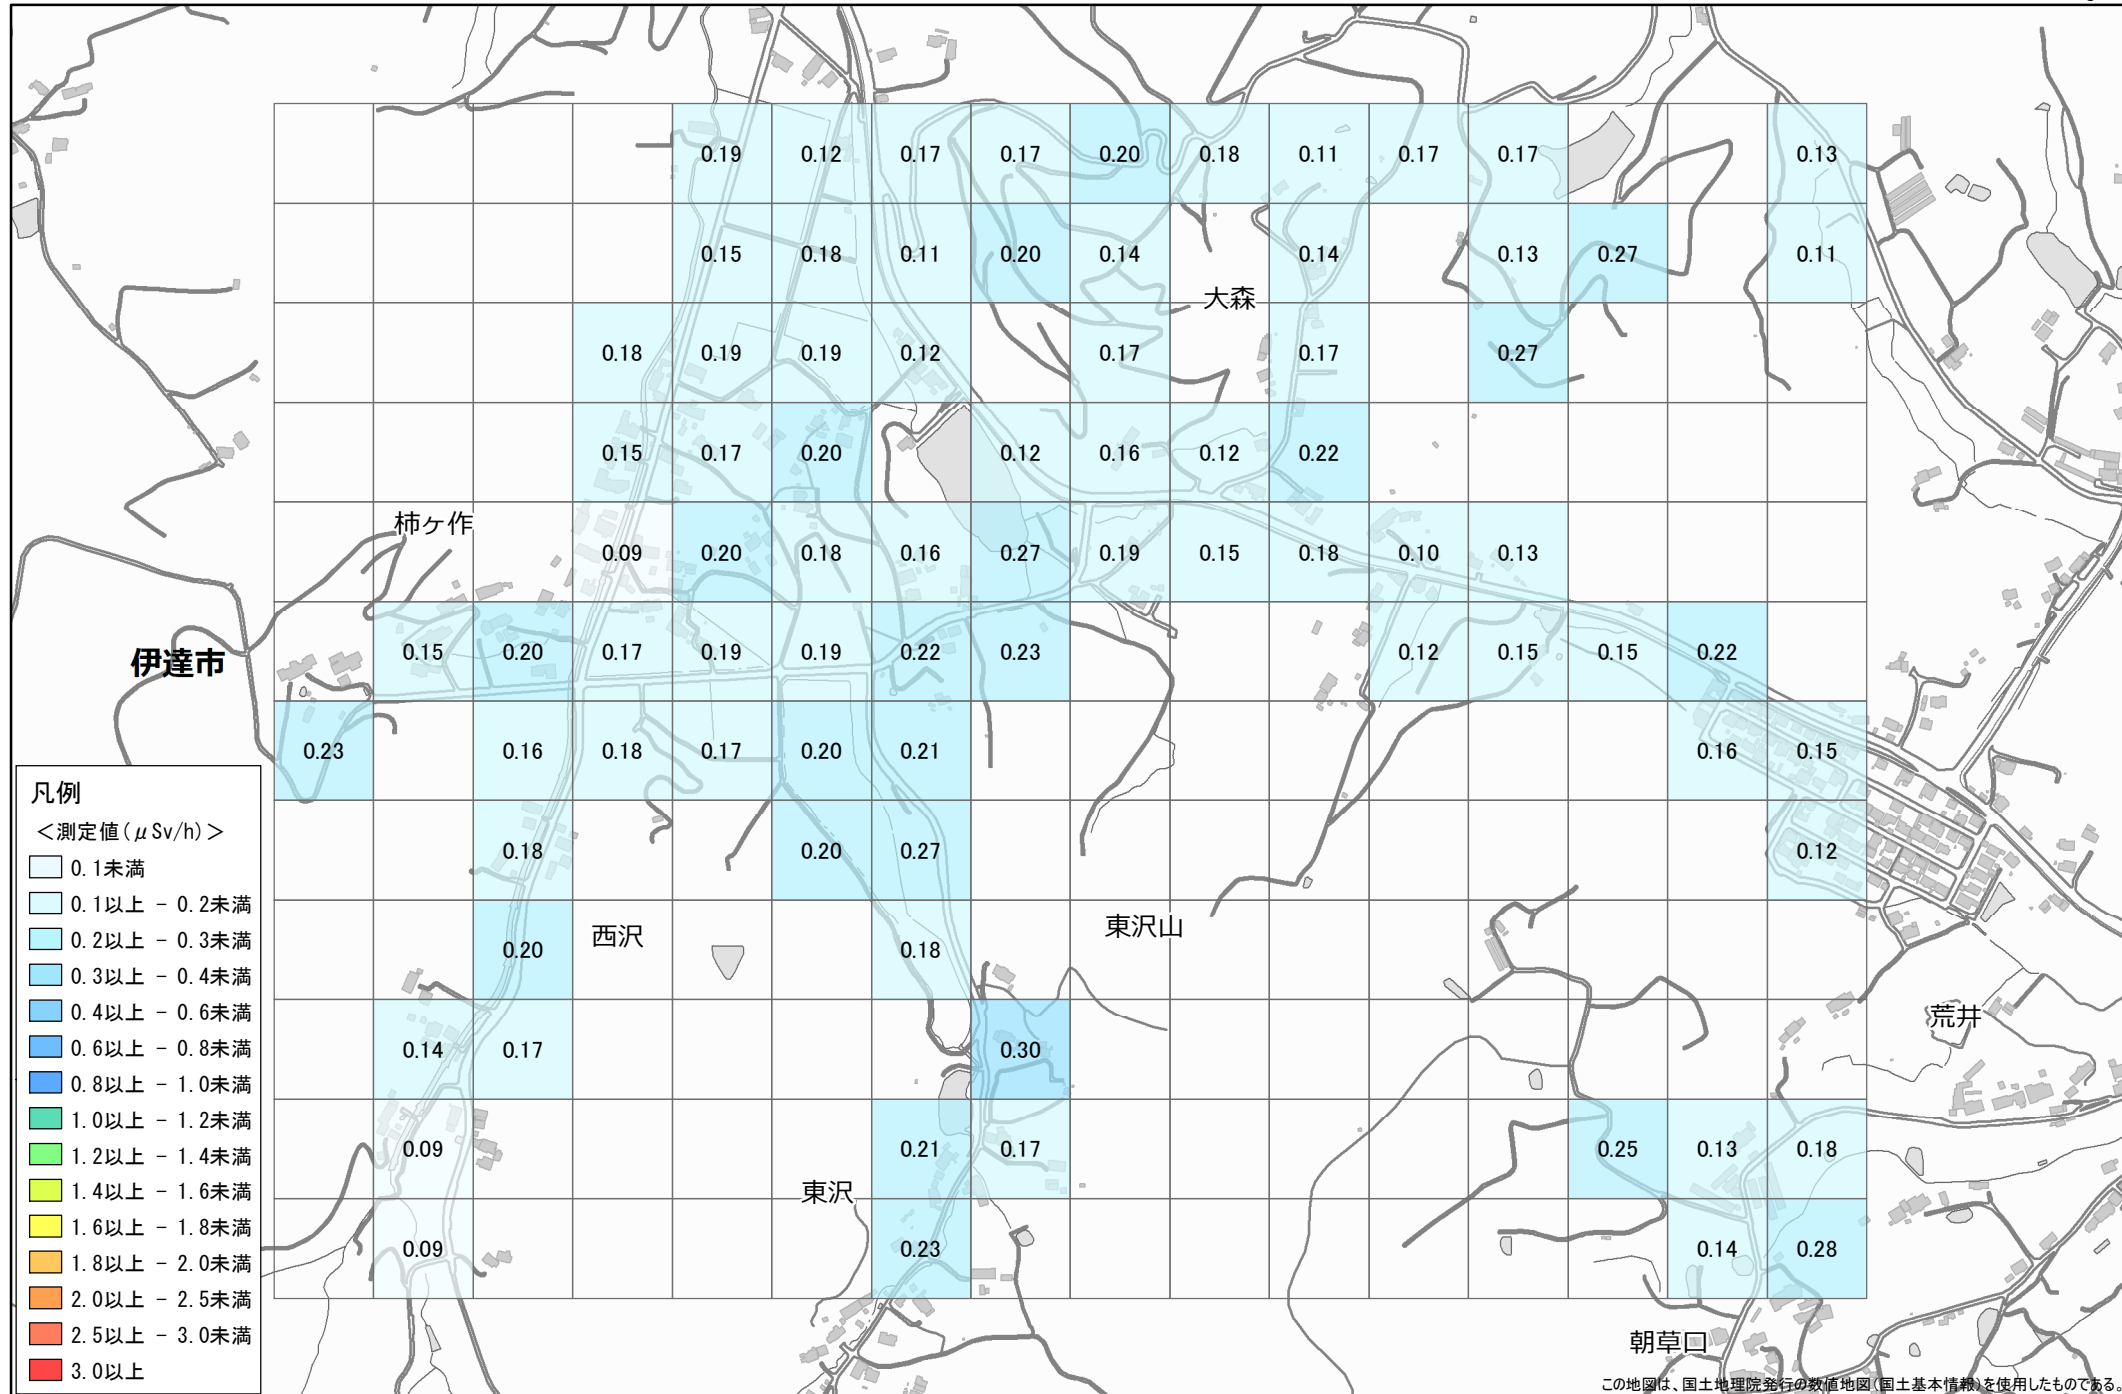 0.19 0.12 0.17 0.17 0.20 0.18 0.11 0.17 0.17 0.13
0.15 0.18 0.11 0.20 0.14 0.14 0.13 0.27 0.11
大森
0.18 0.19 0.19 0.12 0.17 0.17 0.27
0.15 0.17 0.20 0.12 0.16 0.12 0.22
柿ヶ作
0.09 0.20 0.18 0.16 0.27 0.19 0.15 0.18 0.10 0.13
伊達市
0.15 0.20 0.17 0.19 0.19 0.22 0.23 0.12 0.15 0.15 0.22
0.23 0.16 0.18 0.17 0.20 0.21 0.16 0.15
0.18 0.20 0.27 0.12
西沢
東沢山
0.20 0.18
荒井
0.14 0.17 0.30
0.09 0.21 0.17 0.25 0.13 0.18
東沢
0.09 0.23 0.14 0.28
朝草口
凡例
＜測定値(μSv/h)＞
0.1未満
0.1以上 － 0.2未満
0.2以上 － 0.3未満
0.3以上 － 0.4未満
0.4以上 － 0.6未満
0.6以上 － 0.8未満
0.8以上 － 1.0未満
1.0以上 － 1.2未満
1.2以上 － 1.4未満
1.4以上 － 1.6未満
1.6以上 － 1.8未満
1.8以上 － 2.0未満
2.0以上 － 2.5未満
2.5以上 － 3.0未満
3.0以上
この地図は、国土地理院発行の数値地図(国土基本情報)を使用したものである。